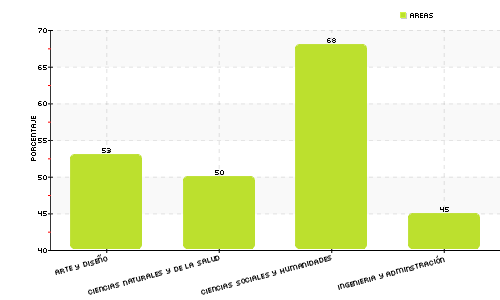 AREAS
PORCENTAJE
70
65
60
55
50
45
40
53
50
68
45
ARTE Y DISEÑO
CIENCIAS NATURALES Y DE LA SALUD
CIENCIAS SOCIALES Y HUMANIDADES
INGENIERIA Y ADMINSTRACIÓN